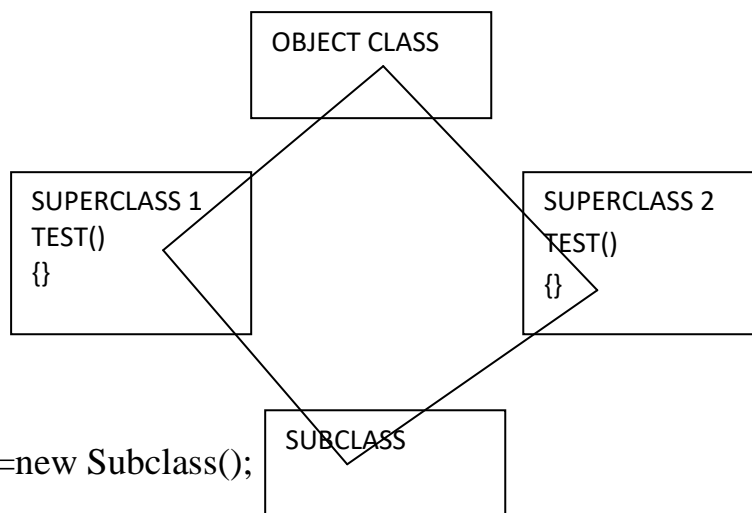 OBJECT CLASS
SUPERCLASS 1
TEST()
{}
SUPERCLASS 2
TEST()
{}
SUBCLASS
=new Subclass();